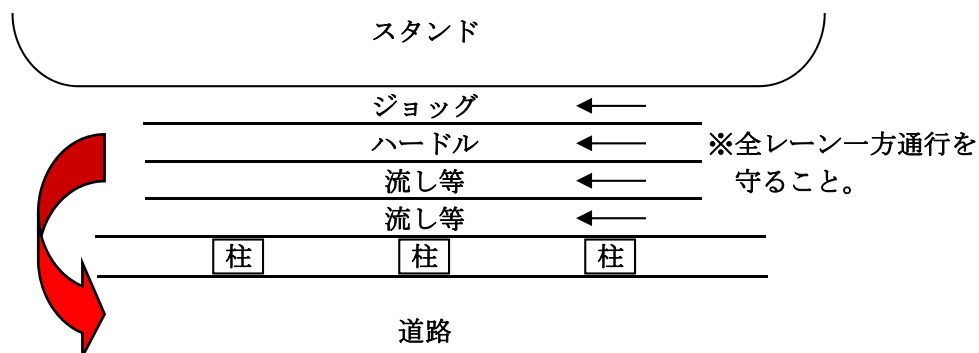 スタンド
ジョッグ
ハードル
※全レーン一方通行を
守ること。
流し等
流し等
柱 柱 柱
道路